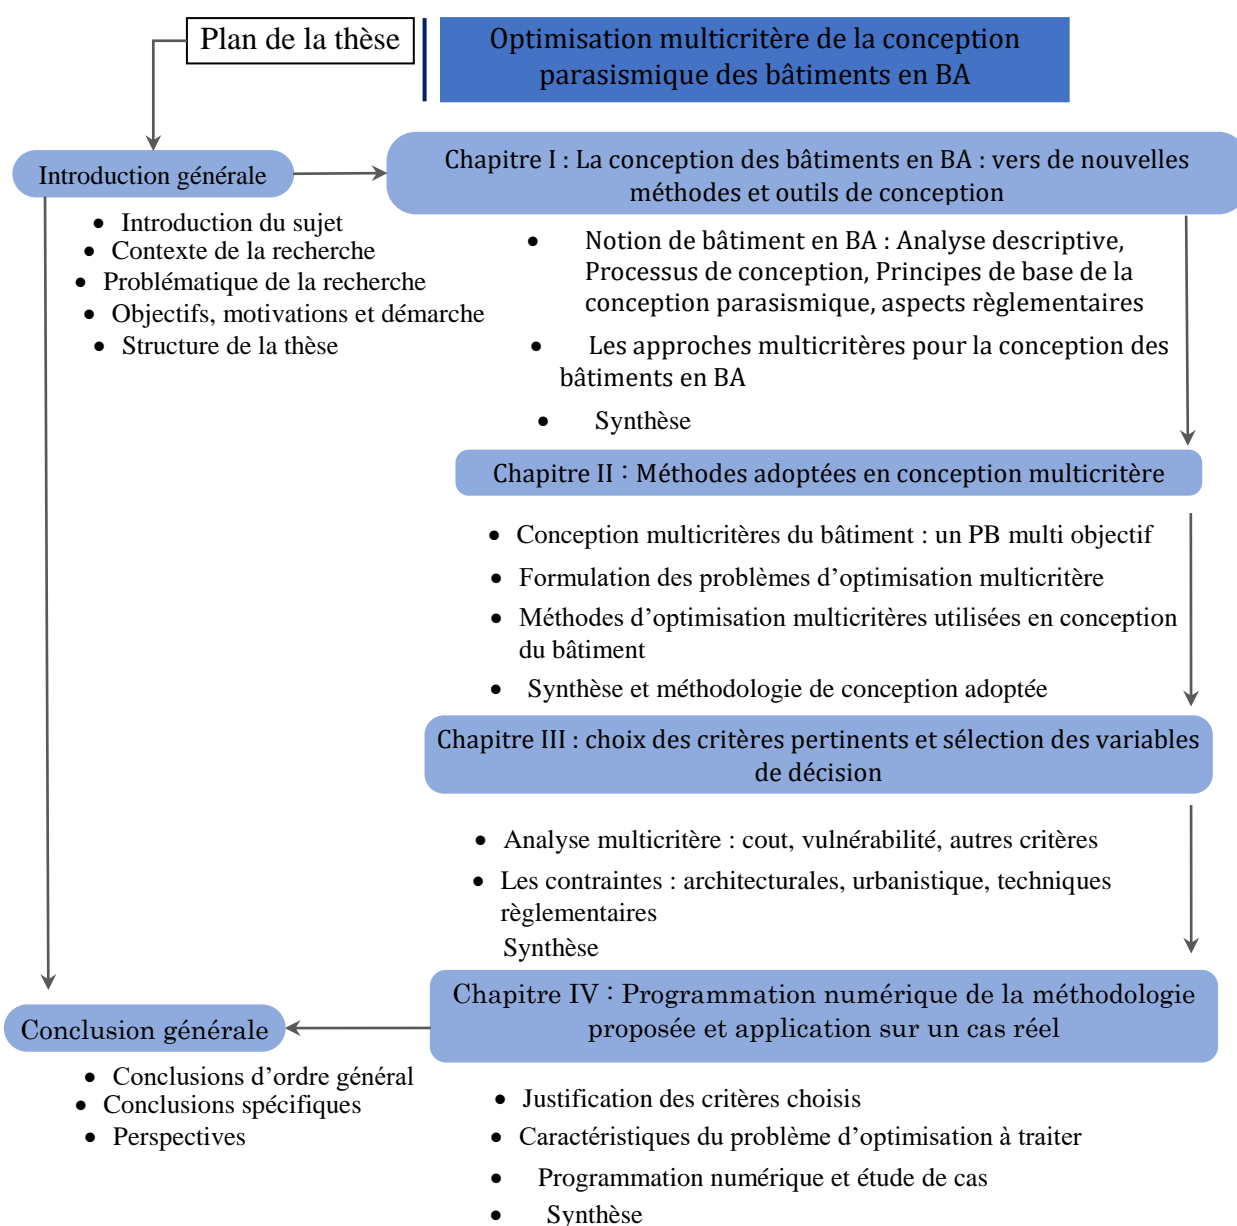 Plan de la thèse
Optimisation multicritère de la conception
parasismique des bâtiments en BA
Introduction générale
• Introduction du sujet
• Contexte de la recherche
• Problématique de la recherche
• Objectifs, motivations et démarche
• Structure de la thèse
Chapitre I : La conception des bâtiments en BA : vers de nouvelles
méthodes et outils de conception
• Notion de bâtiment en BA : Analyse descriptive,
Processus de conception, Principes de base de la
conception parasismique, aspects règlementaires
• Les approches multicritères pour la conception des
bâtiments en BA
• Synthèse
Chapitre II : Méthodes adoptées en conception multicritère
• Conception multicritères du bâtiment : un PB multi objectif
• Formulation des problèmes d’optimisation multicritère
• Méthodes d’optimisation multicritères utilisées en conception
du bâtiment
• Synthèse et méthodologie de conception adoptée
Chapitre III : choix des critères pertinents et sélection des variables
de décision
• Analyse multicritère : cout, vulnérabilité, autres critères
• Les contraintes : architecturales, urbanistique, techniques
règlementaires
Synthèse
Chapitre IV : Programmation numérique de la méthodologie
proposée et application sur un cas réel
• Justification des critères choisis
• Caractéristiques du problème d’optimisation à traiter
• Programmation numérique et étude de cas
• Synthèse
Conclusion générale
• Conclusions d’ordre général
• Conclusions spécifiques
• Perspectives